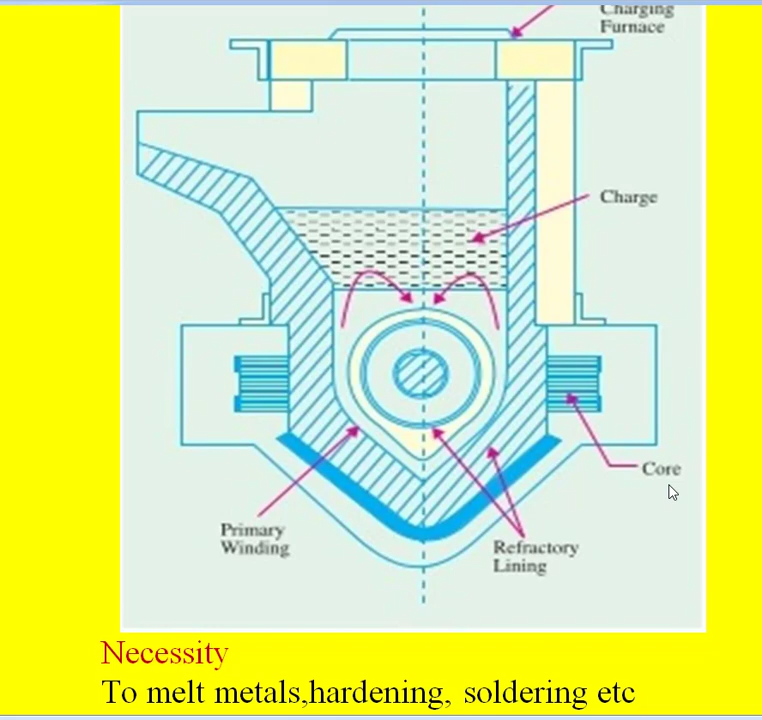 Charging
Furnace
Charge
Core
Primary
Winding
Refractory
Lining
Necessity
To melt metals,hardening, soldering etc